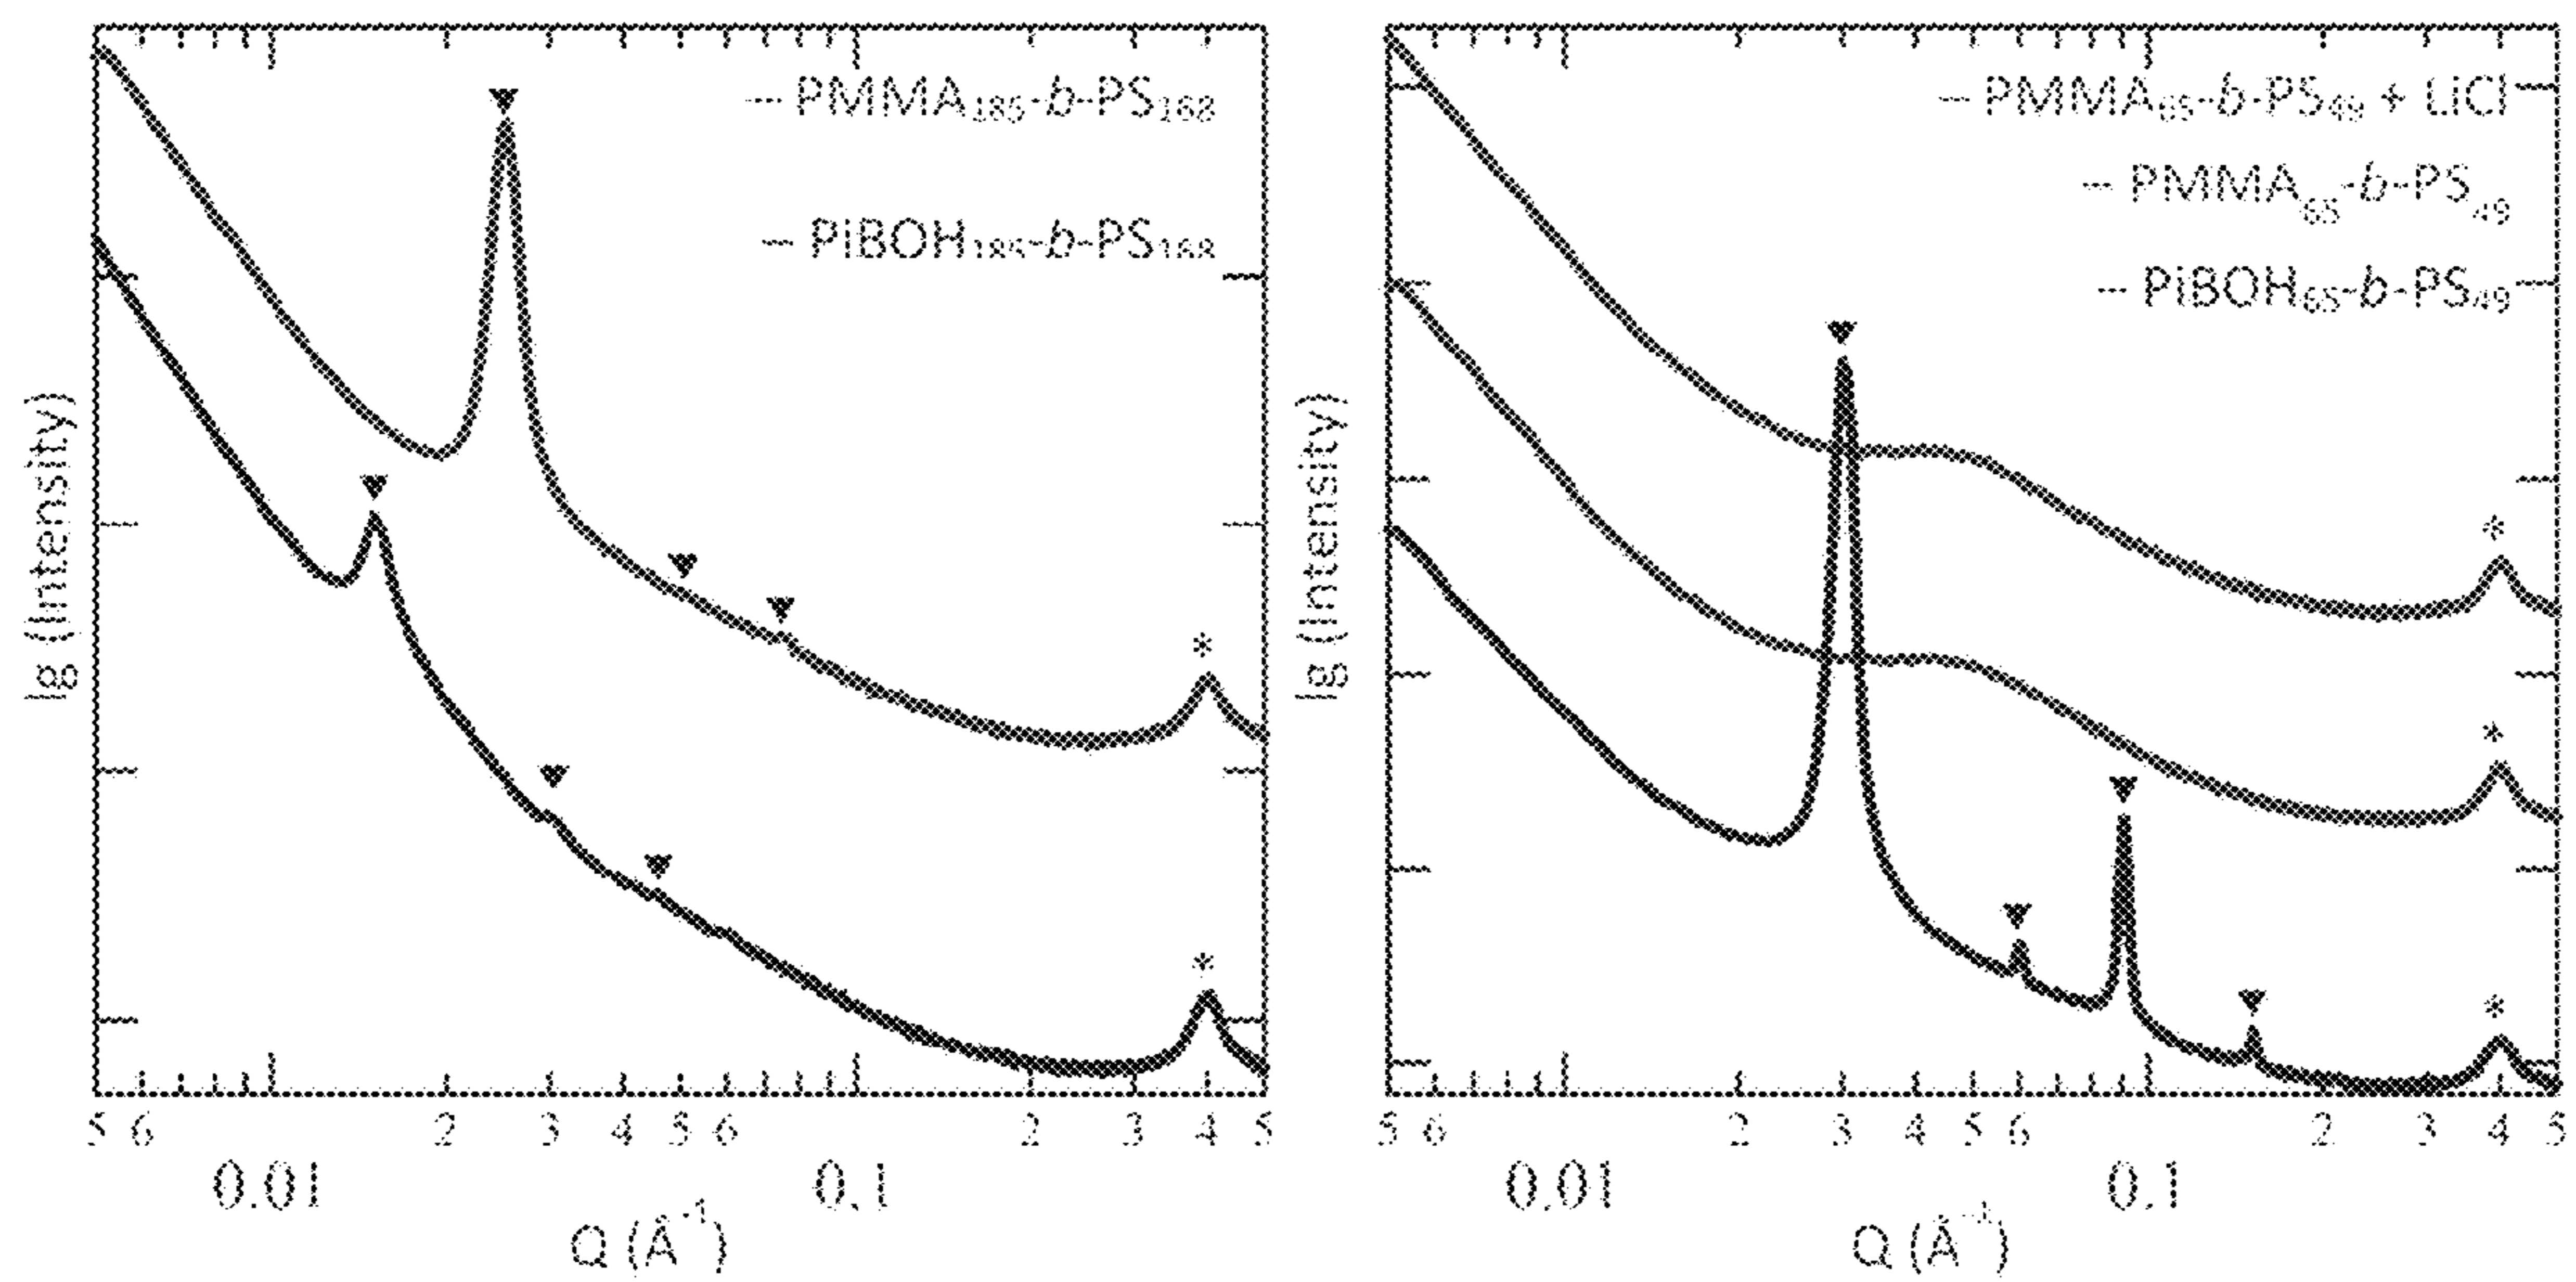 PMMA₁₈₅-b-PS₁₆₈
PiBOH₁₈₅-b-PS₁₆₈
lg (Intensity)
* *
5 6 2 3 4 5 6 2 3 4 5
0.01 0.1
Q (Å⁻¹)
PMMA₆₅-b-PS₄₉ + LiCl
PMMA₆₅-b-PS₄₉
PiBOH₆₅-b-PS₄₉
lg (Intensity)
* * *
5 6 2 3 4 5 6 2 3 4 5
0.01 0.1
Q (Å⁻¹)